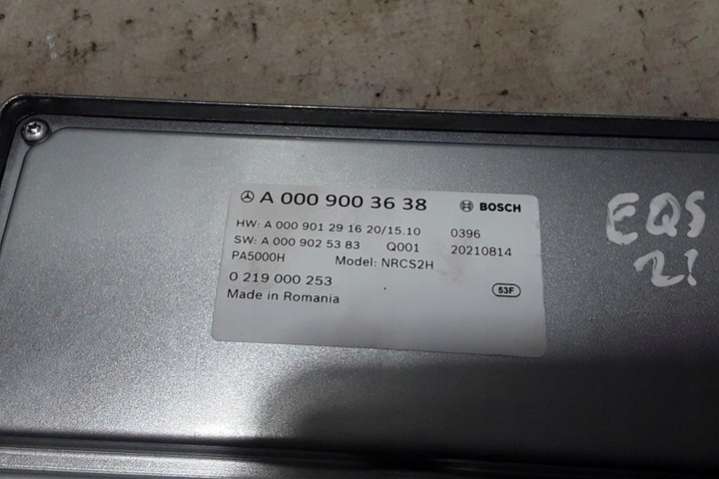 A 000 900 36 38 BOSCH
HW: A 000 901 29 16 20/15.10 0396
SW: A 000 902 53 83 Q001 20210814
PA5000H Model: NRCS2H
0 219 000 253
Made in Romania
53F
EQS
21